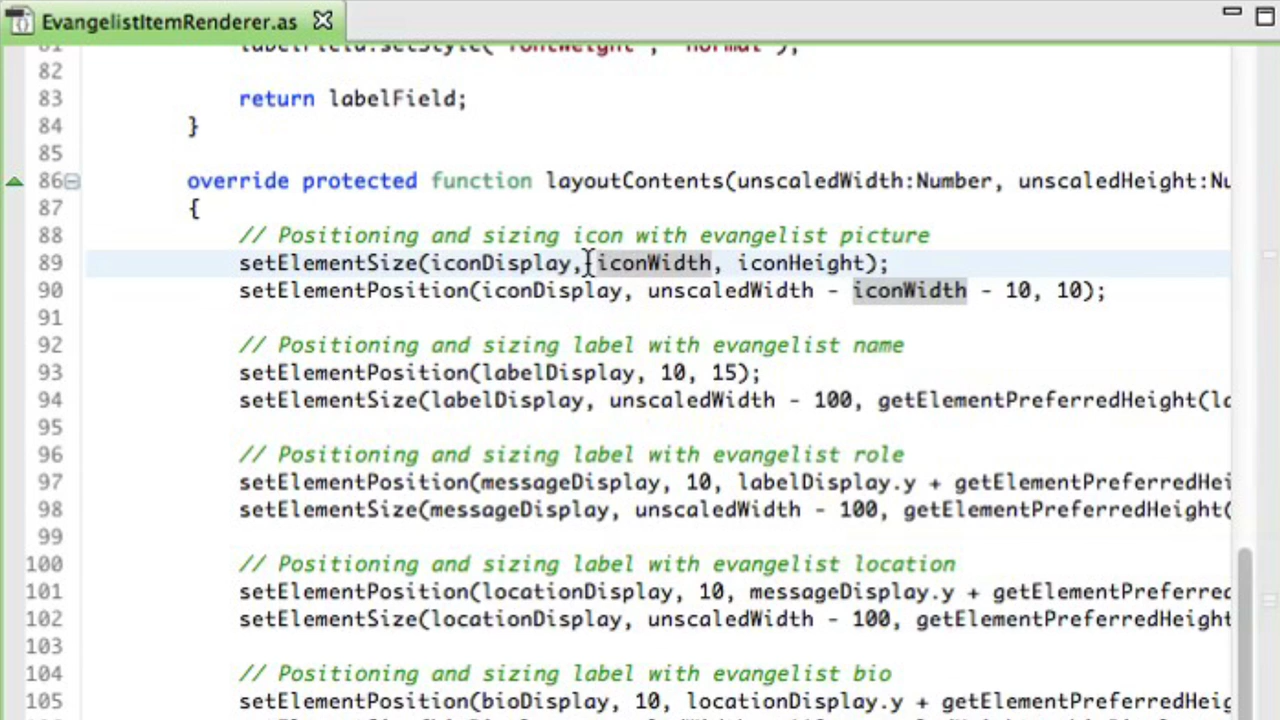 EvangelistItemRenderer.as
81 labelField.setStyle("fontWeight", "normal");
82
83 return labelField;
84 }
85
86 override protected function layoutContents(unscaledWidth:Number, unscaledHeight:Nu
87 {
88 // Positioning and sizing icon with evangelist picture
89 setElementSize(iconDisplay, iconWidth, iconHeight);
90 setElementPosition(iconDisplay, unscaledWidth - iconWidth - 10, 10);
91
92 // Positioning and sizing label with evangelist name
93 setElementPosition(labelDisplay, 10, 15);
94 setElementSize(labelDisplay, unscaledWidth - 100, getElementPreferredHeight(la
95
96 // Positioning and sizing label with evangelist role
97 setElementPosition(messageDisplay, 10, labelDisplay.y + getElementPreferredHei
98 setElementSize(messageDisplay, unscaledWidth - 100, getElementPreferredHeight(
99
100 // Positioning and sizing label with evangelist location
101 setElementPosition(locationDisplay, 10, messageDisplay.y + getElementPreferred
102 setElementSize(locationDisplay, unscaledWidth - 100, getElementPreferredHeight
103
104 // Positioning and sizing label with evangelist bio
105 setElementPosition(bioDisplay, 10, locationDisplay.y + getElementPreferredHeig